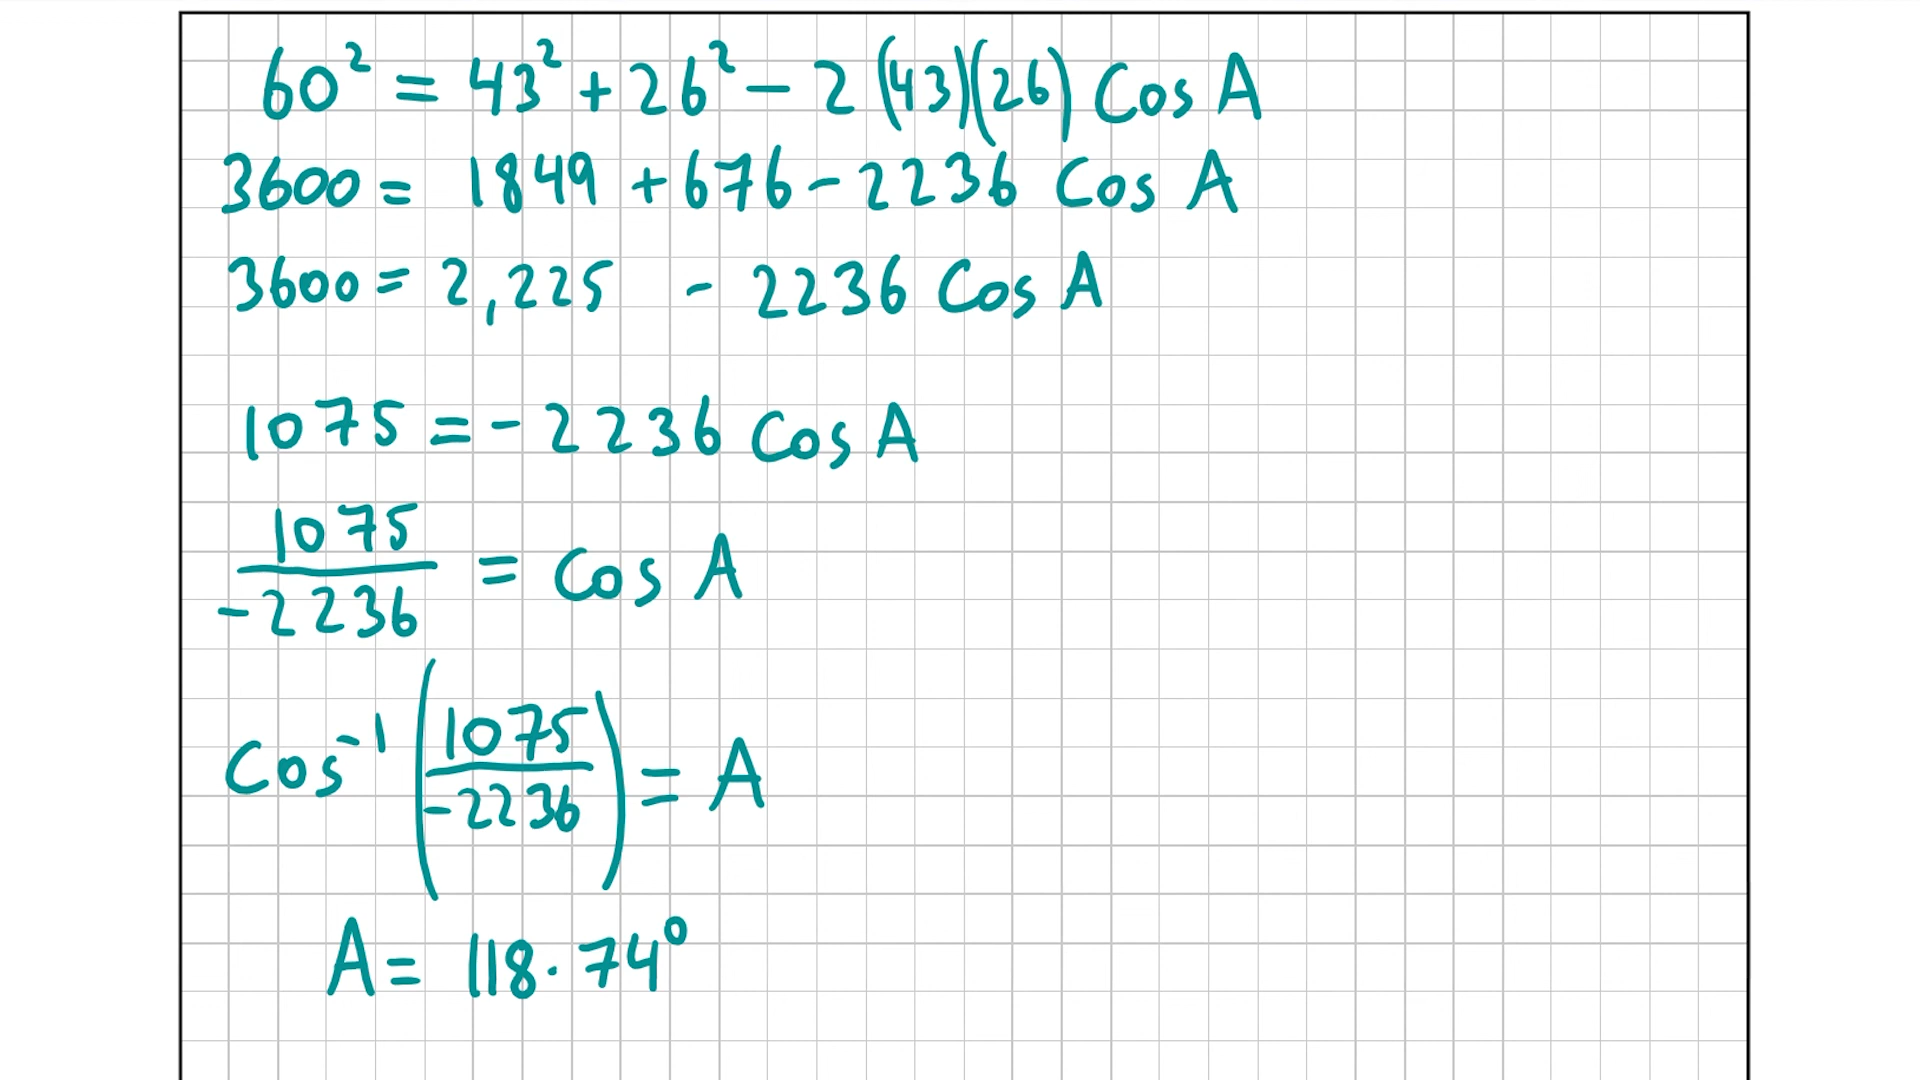 60² = 43² + 26² - 2 (43)(26) Cos A
3600 = 1849 + 676 - 2236 Cos A
3600 = 2,225 - 2236 Cos A
1075 = - 2236 Cos A
1075
-2236 = Cos A
Cos⁻¹ (1075
-2236) = A
A = 118.74°